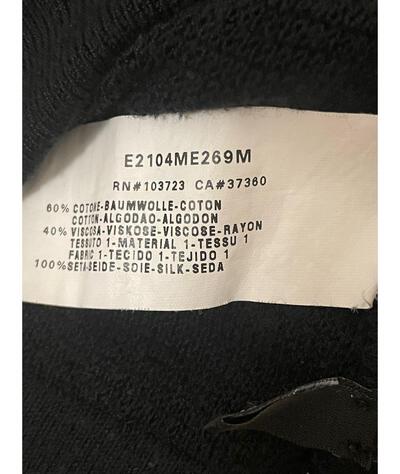 E2104ME269M
RN#103723 CA#37360
60% COTONE-BAUMWOLLE-COTON
COTTON-ALGODAO-ALGODON
40% VISCOSA-VISKOSE-VISCOSE-RAYON
TESSUTO 1-MATERIAL 1-TESSU 1
FABRIC 1-TECIDO 1-TEJIDO 1
100% SETA-SEIDE-SOIE-SILK-SEDA